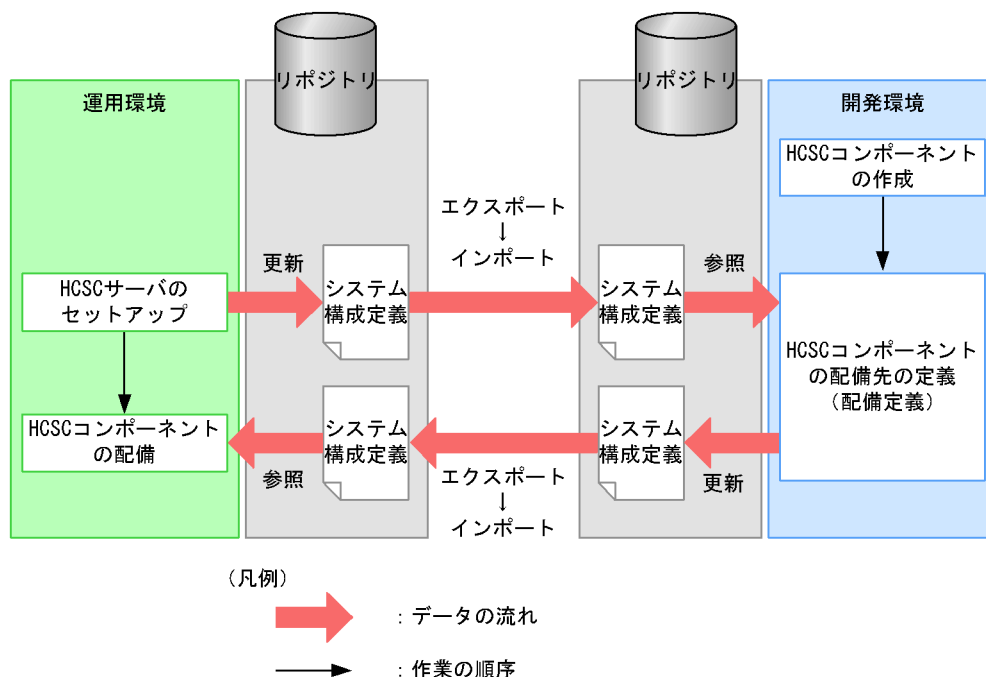 リポジトリ
リポジトリ
運用環境
開発環境
HCSCコンポーネント
の作成
エクスポート
↓
インポート
更新
参照
HCSCサーバの
セットアップ
システム
構成定義
システム
構成定義
HCSCコンポーネント
の配備先の定義
（配備定義）
HCSCコンポーネント
の配備
システム
構成定義
システム
構成定義
参照
エクスポート
↓
インポート
更新
（凡例）
：データの流れ
：作業の順序